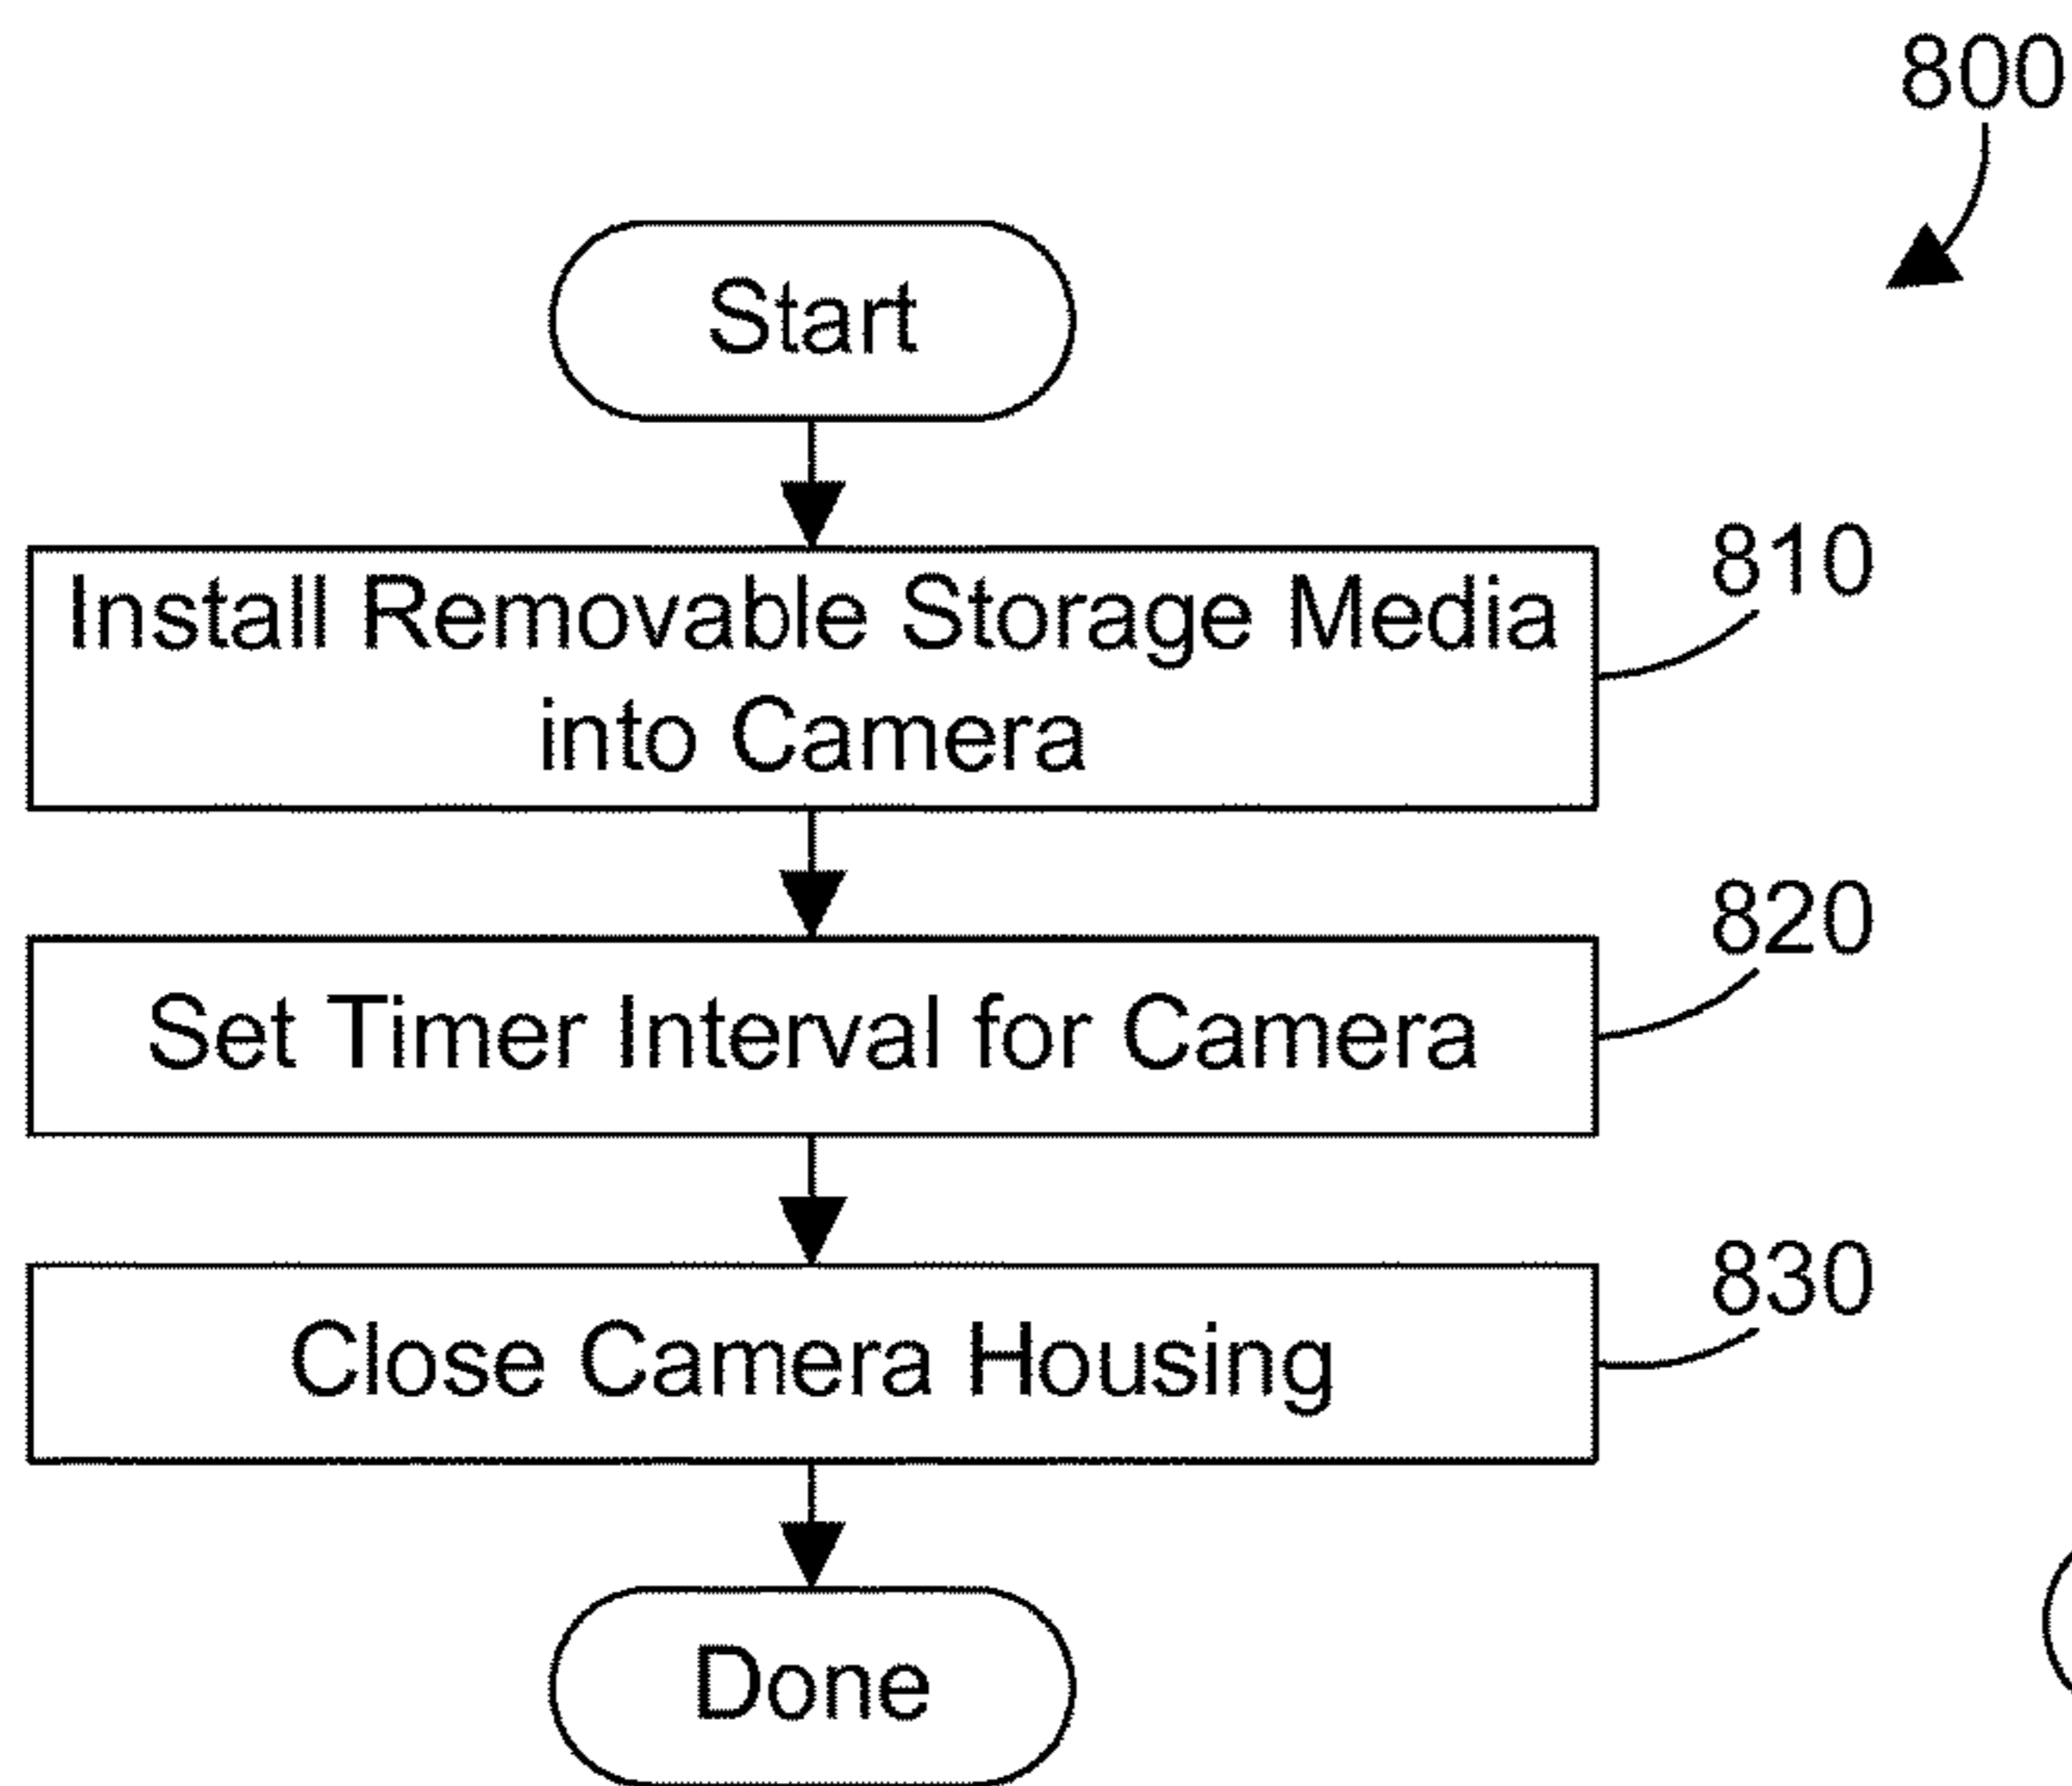 800
Start
Install Removable Storage Media
into Camera
810
Set Timer Interval for Camera
820
Close Camera Housing
830
Done